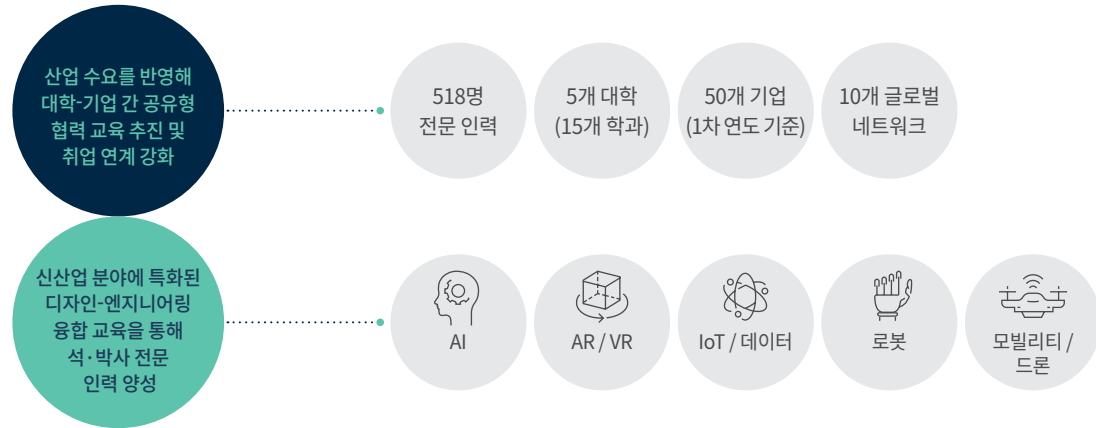 산업 수요를 반영해
대학-기업 간 공유형
협력 교육 추진 및
취업 연계 강화
518명
전문 인력
5개 대학
(15개 학과)
50개 기업
(1차 연도 기준)
10개 글로벌
네트워크
신산업 분야에 특화된
디자인-엔지니어링
융합 교육을 통해
석·박사 전문
인력 양성
AI
AR / VR
IoT / 데이터
로봇
모빌리티 /
드론